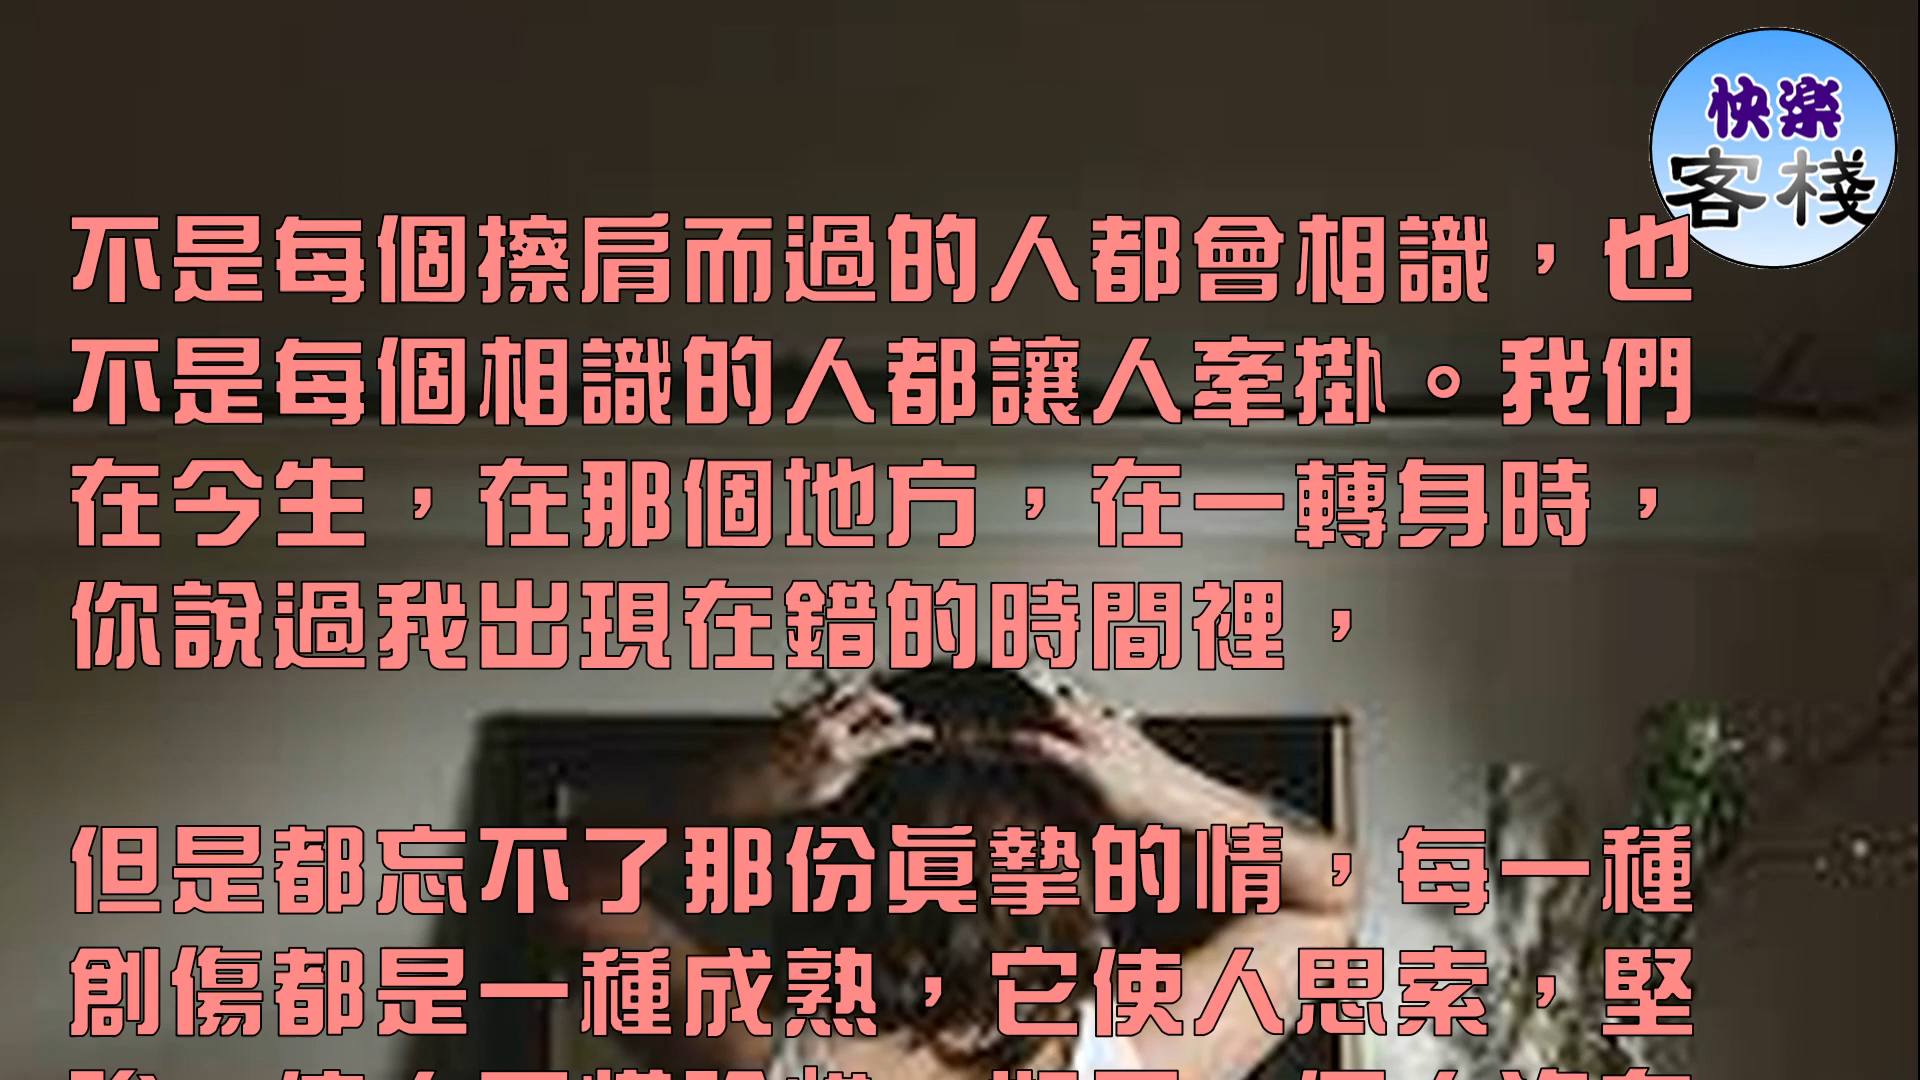 快樂
客棧
不是每個擦肩而過的人都會相識，也
不是每個相識的人都讓人牽掛。我們
在今生，在那個地方，在一轉身時，
你說過我出現在錯的時間裡，
但是都忘不了那份真摯的情，每一種
創傷都是一種成熟，它使人思索，堅